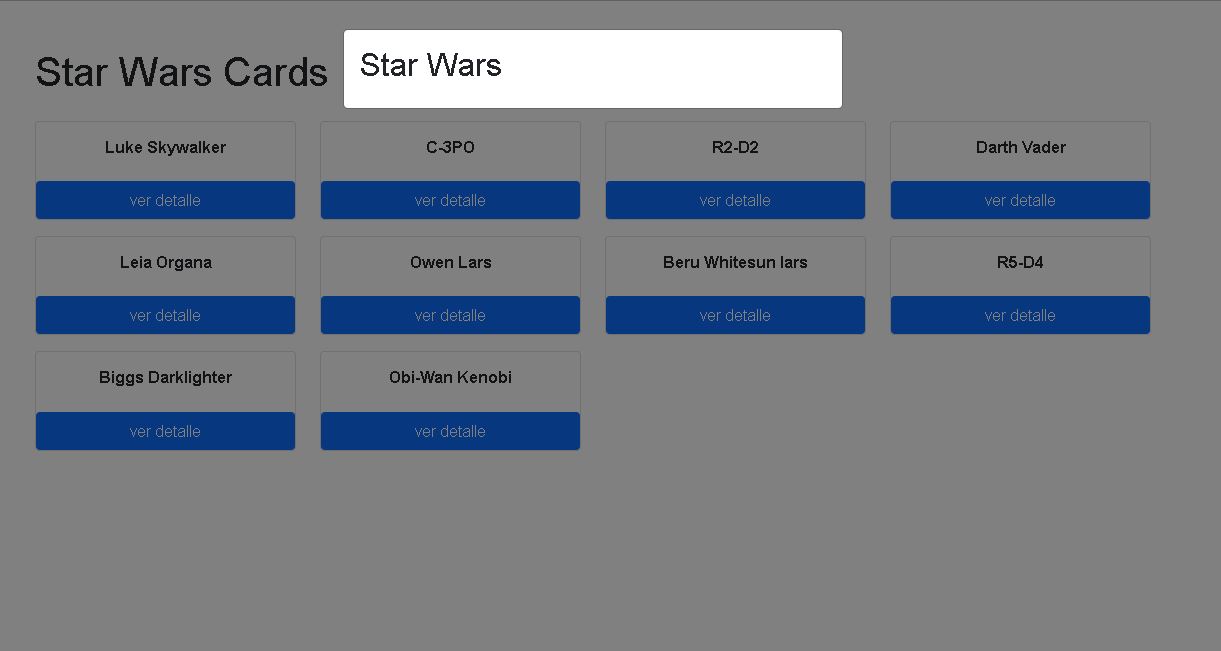 Star Wars Cards
Star Wars
Luke Skywalker
C-3PO
R2-D2
Darth Vader
ver detalle
ver detalle
ver detalle
ver detalle
Leia Organa
Owen Lars
Beru Whitesun lars
R5-D4
ver detalle
ver detalle
ver detalle
ver detalle
Biggs Darklighter
Obi-Wan Kenobi
ver detalle
ver detalle